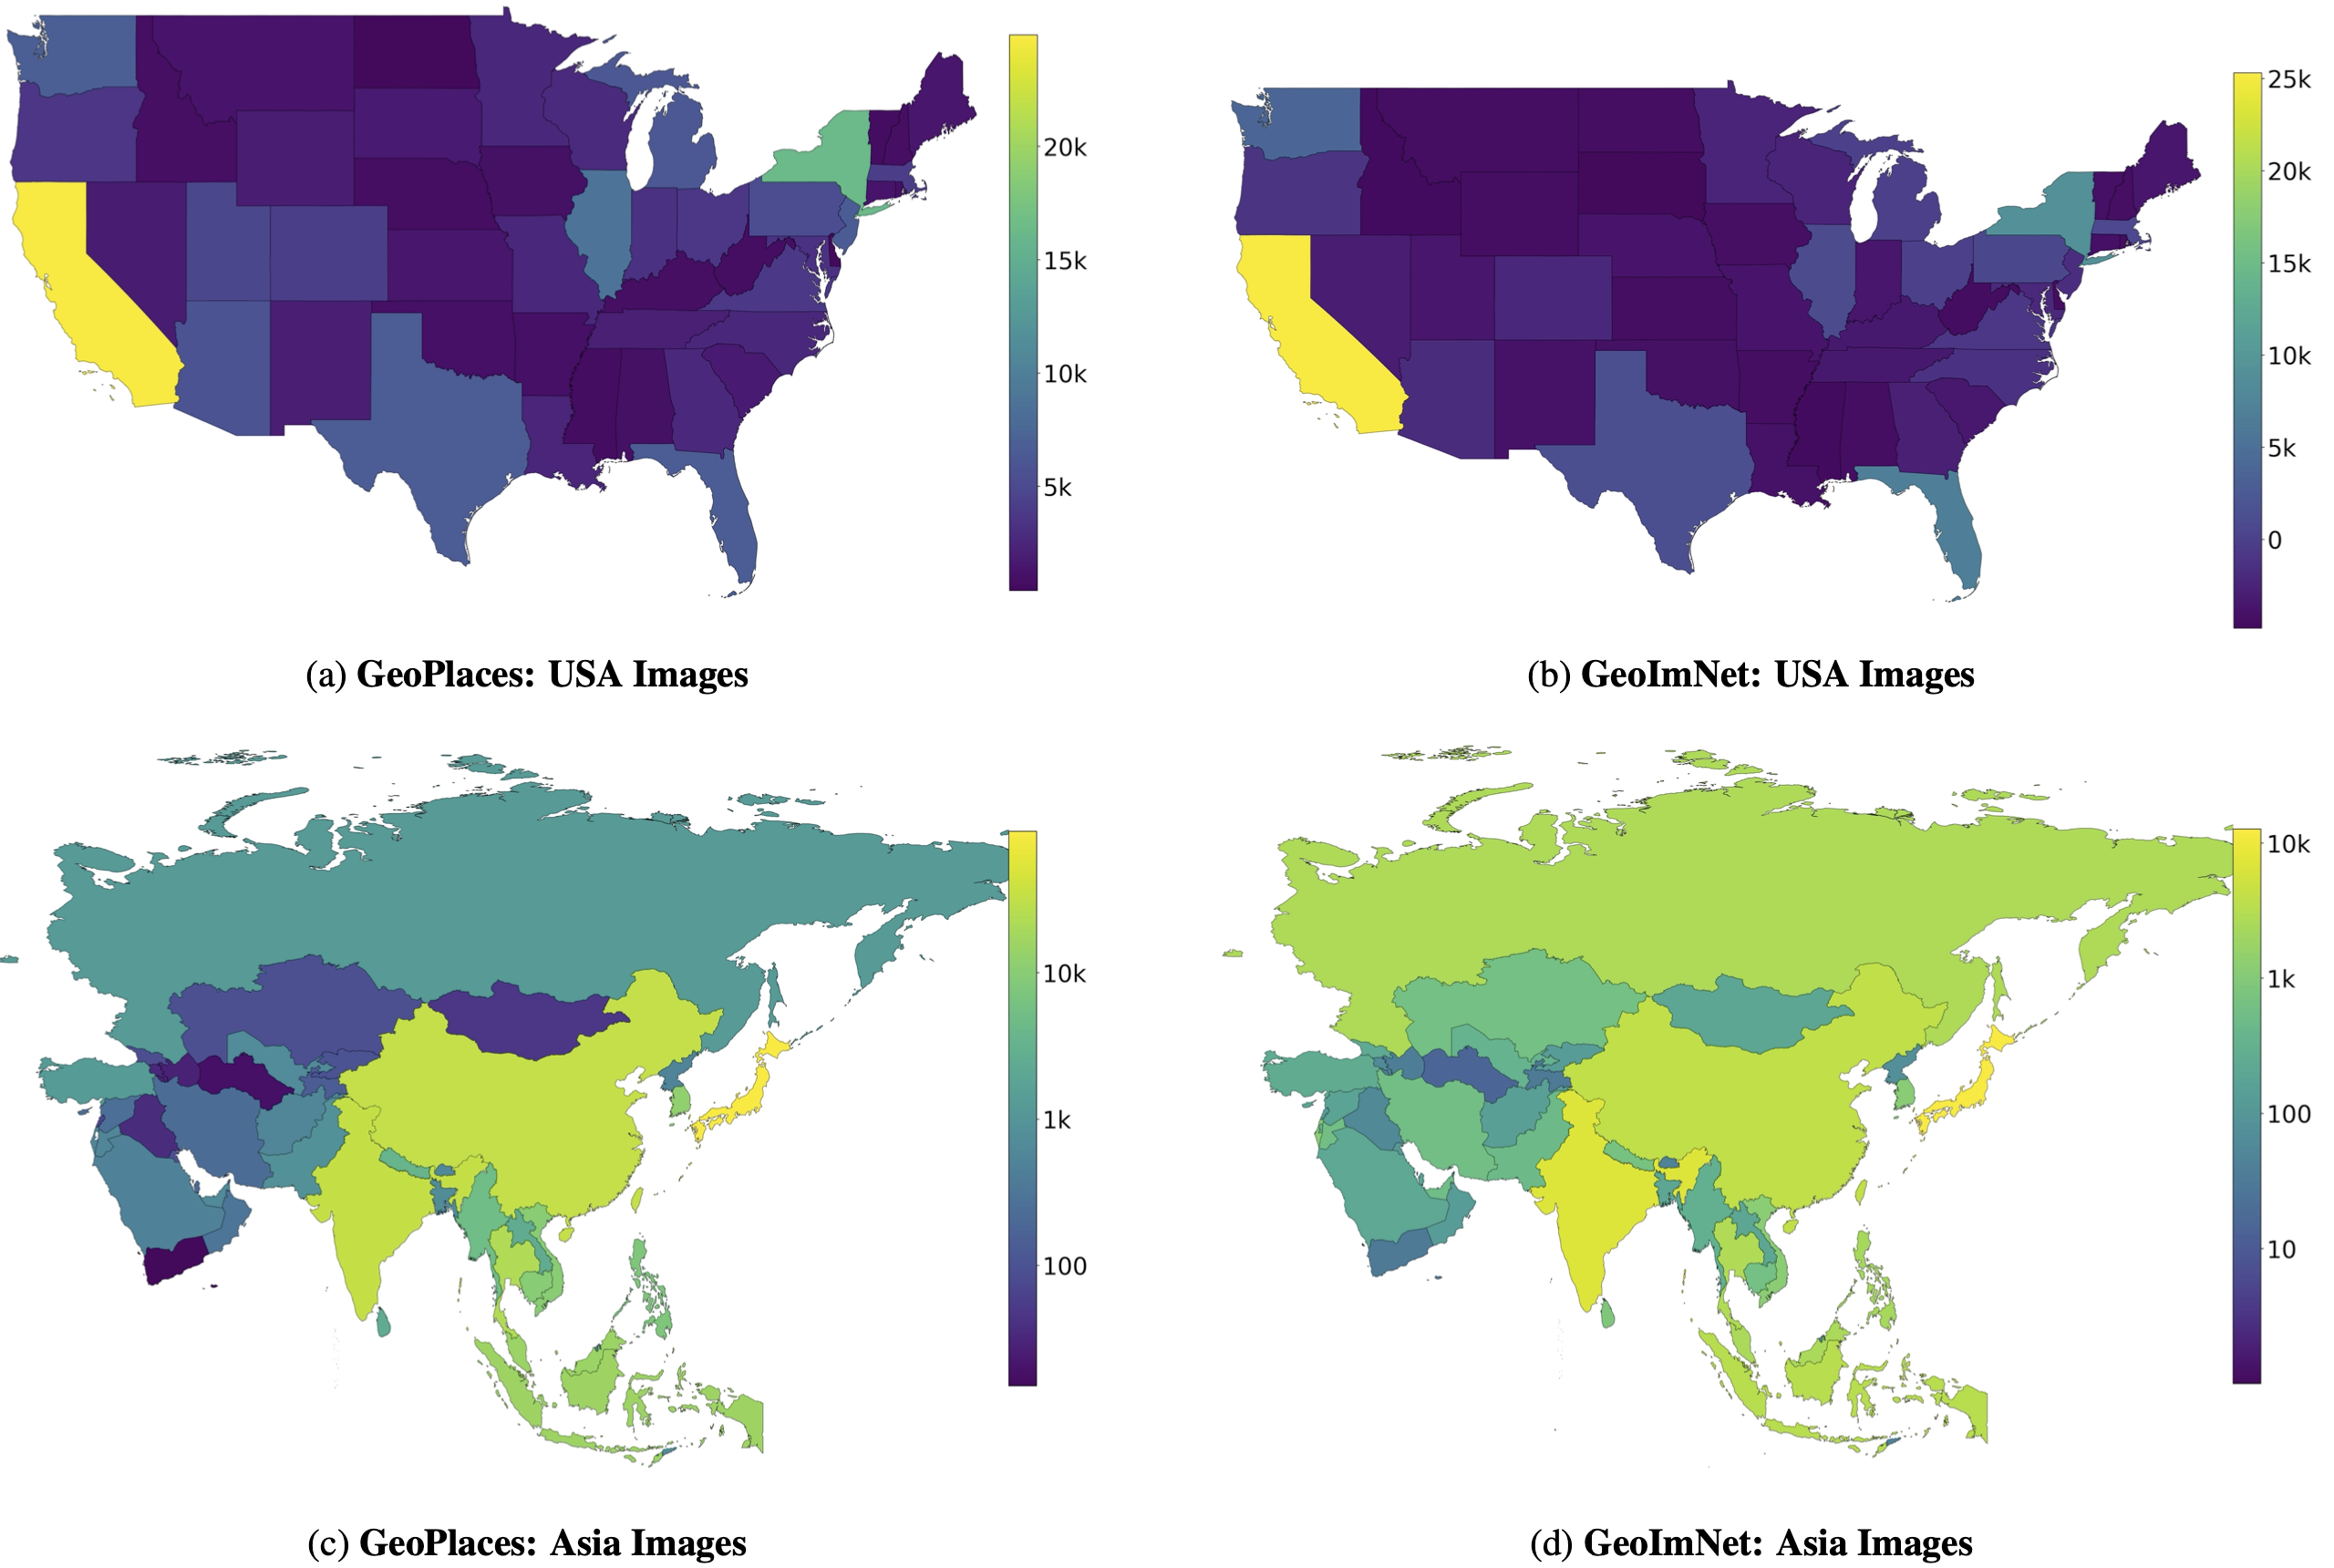 20k
15k
10k
5k
25k
20k
15k
10k
5k
0
(a) GeoPlaces: USA Images
(b) GeoImNet: USA Images
10k
1k
100
10k
1k
100
10
(c) GeoPlaces: Asia Images
(d) GeoImNet: Asia Images